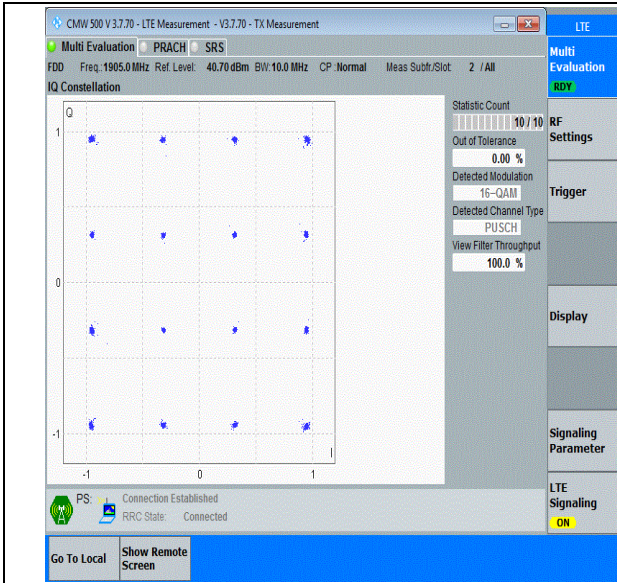 CMW 500 V 3.7.70 - LTE Measurement - V3.7.70 - TX Measurement
LTE
Multi Evaluation PRACH SRS
FDD Freq.:1905.0 MHz Ref. Level: 40.70 dBm BW:10.0 MHz CP :Normal Meas Subfr./Slot: 2 / All
IQ Constellation
Q
1
0
-1
-1 0 1
I
Statistic Count
10 / 10
Out of Tolerance
0.00 %
Detected Modulation
16-QAM
Detected Channel Type
PUSCH
View Filter Throughput
100.0 %
Multi
Evaluation
RDY
RF
Settings
Trigger
Display
Signaling
Parameter
LTE
Signaling
ON
PS: Connection Established
RRC State: Connected
Go To Local
Show Remote
Screen